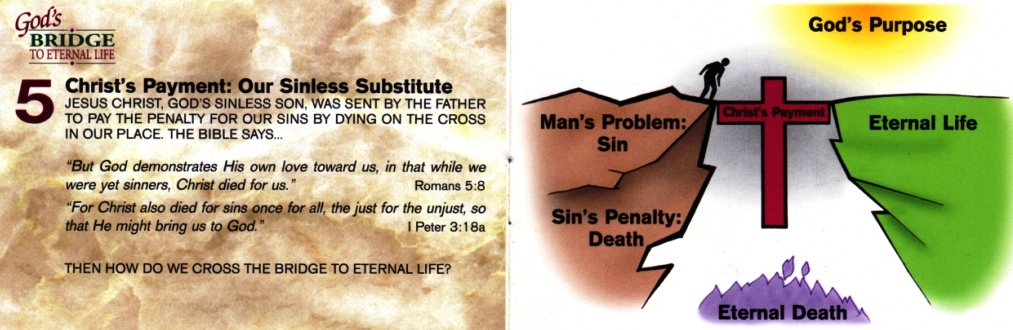 God's
BRIDGE
TO ETERNAL LIFE
5
Christ's Payment: Our Sinless Substitute
JESUS CHRIST, GOD'S SINLESS SON, WAS SENT BY THE FATHER
TO PAY THE PENALTY FOR OUR SINS BY DYING ON THE CROSS
IN OUR PLACE. THE BIBLE SAYS...
"But God demonstrates His own love toward us, in that while we
were yet sinners, Christ died for us." Romans 5:8
"For Christ also died for sins once for all, the just for the unjust, so
that He might bring us to God." I Peter 3:18a
THEN HOW DO WE CROSS THE BRIDGE TO ETERNAL LIFE?
God's Purpose
Christ's Payment
Man's Problem:
Sin
Eternal Life
Sin's Penalty:
Death
Eternal Death